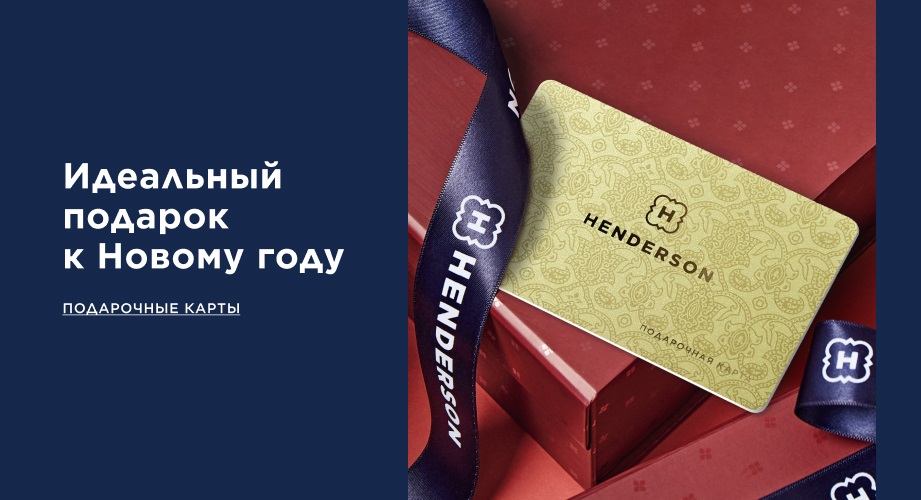 Идеальный
подарок
к Новому году
ПОДАРОЧНЫЕ КАРТЫ
H
HENDERSON
ПОДАРОЧНАЯ КАРТА
H
HENDERSON
H
H